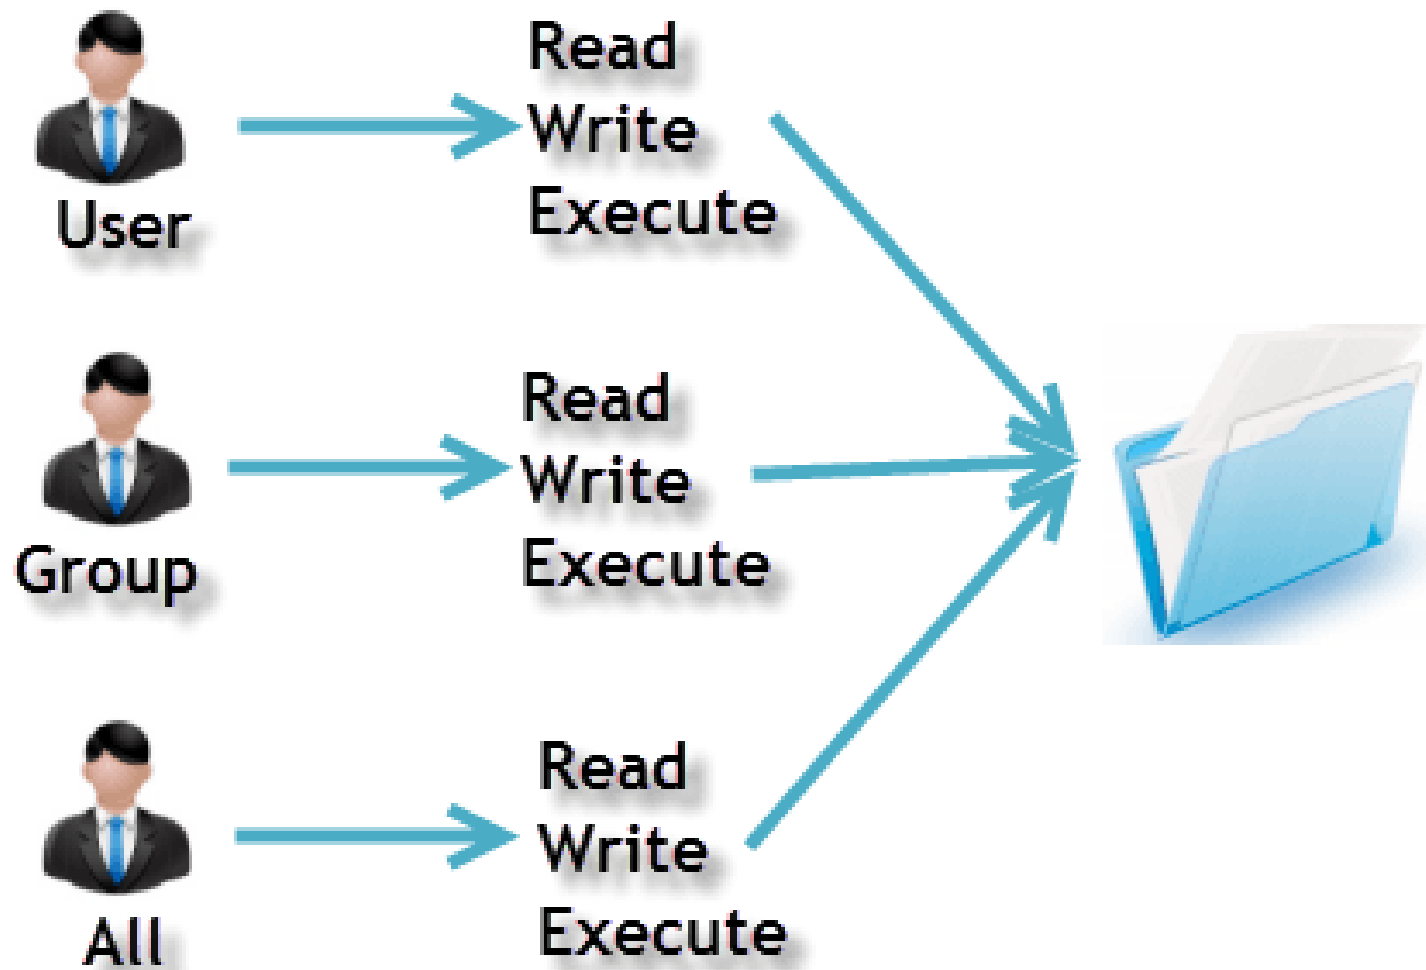 User
Read
Write
Execute
Group
Read
Write
Execute
All
Read
Write
Execute